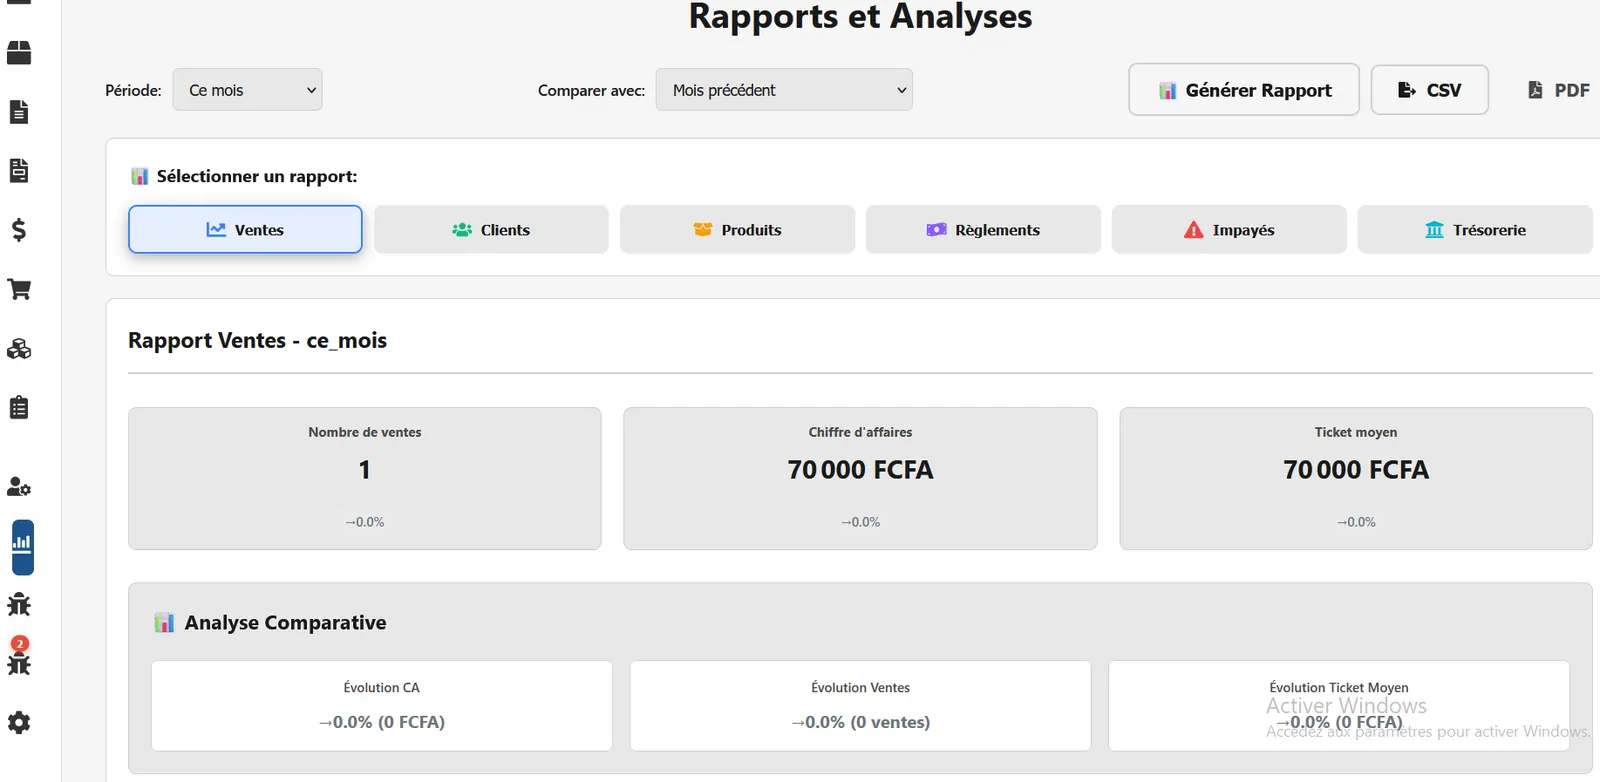 Rapports et Analyses
Période: Ce mois Comparer avec: Mois précédent Générer Rapport CSV PDF
Sélectionner un rapport:
Ventes Clients Produits Règlements Impayés Trésorerie
Rapport Ventes - ce_mois
Nombre de ventes Chiffre d'affaires Ticket moyen
1 70 000 FCFA 70 000 FCFA
→0.0% →0.0% →0.0%
2
Analyse Comparative
Évolution CA Évolution Ventes Évolution Ticket Moyen
→0.0% (0 FCFA) →0.0% (0 ventes) →0.0% (0 FCFA)
Activer Windows
Accédez aux paramètres pour activer Windows.